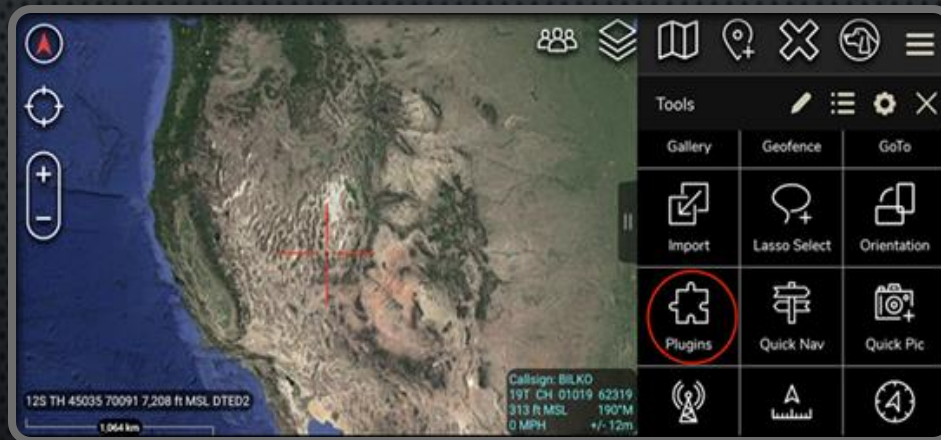 Tools
Gallery Geofence GoTo
Import Lasso Select Orientation
Plugins Quick Nav Quick Pic
Callsign: BILKO
19T CH 01019 62319
313 ft MSL 190°M
0 MPH +/- 12m
12S TH 45035 70091 7,208 ft MSL DTED2
1,064 km